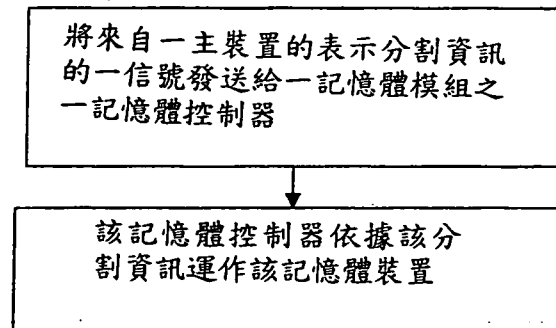 將來自一主裝置的表示分割資訊
的一信號發送給一記憶體模組之
一記憶體控制器
該記憶體控制器依據該分
割資訊運作該記憶體裝置